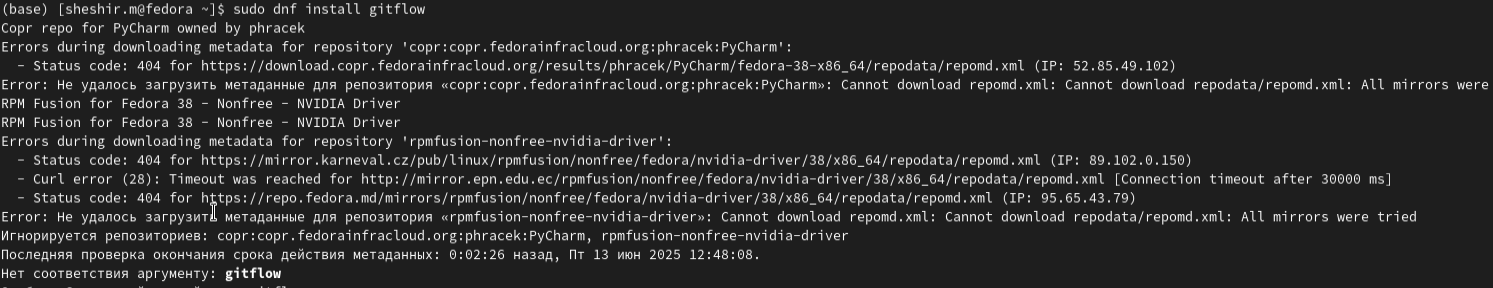 (base) [sheshir.m@fedora ~]$ sudo dnf install gitflow
Copr repo for PyCharm owned by phracek
Errors during downloading metadata for repository 'copr:copr.fedorainfracloud.org:phracek:PyCharm':
  - Status code: 404 for https://download.copr.fedorainfracloud.org/results/phracek/PyCharm/fedora-38-x86_64/repodata/repomd.xml (IP: 52.85.49.102)
Error: Не удалось загрузить метаданные для репозитория «copr:copr.fedorainfracloud.org:phracek:PyCharm»: Cannot download repomd.xml: Cannot download repodata/repomd.xml: All mirrors were
RPM Fusion for Fedora 38 - Nonfree - NVIDIA Driver
RPM Fusion for Fedora 38 - Nonfree - NVIDIA Driver
Errors during downloading metadata for repository 'rpmfusion-nonfree-nvidia-driver':
  - Status code: 404 for https://mirror.karneval.cz/pub/linux/rpmfusion/nonfree/fedora/nvidia-driver/38/x86_64/repodata/repomd.xml (IP: 89.102.0.150)
  - Curl error (28): Timeout was reached for http://mirror.epn.edu.ec/rpmfusion/nonfree/fedora/nvidia-driver/38/x86_64/repodata/repomd.xml [Connection timeout after 30000 ms]
  - Status code: 404 for https://repo.fedora.md/mirrors/rpmfusion/nonfree/fedora/nvidia-driver/38/x86_64/repodata/repomd.xml (IP: 95.65.43.79)
Error: Не удалось загрузить метаданные для репозитория «rpmfusion-nonfree-nvidia-driver»: Cannot download repomd.xml: Cannot download repodata/repomd.xml: All mirrors were tried
Игнорируется репозиториев: copr:copr.fedorainfracloud.org:phracek:PyCharm, rpmfusion-nonfree-nvidia-driver
Последняя проверка окончания срока действия метаданных: 0:02:26 назад, Пт 13 июн 2025 12:48:08.
Нет соответствия аргументу: gitflow